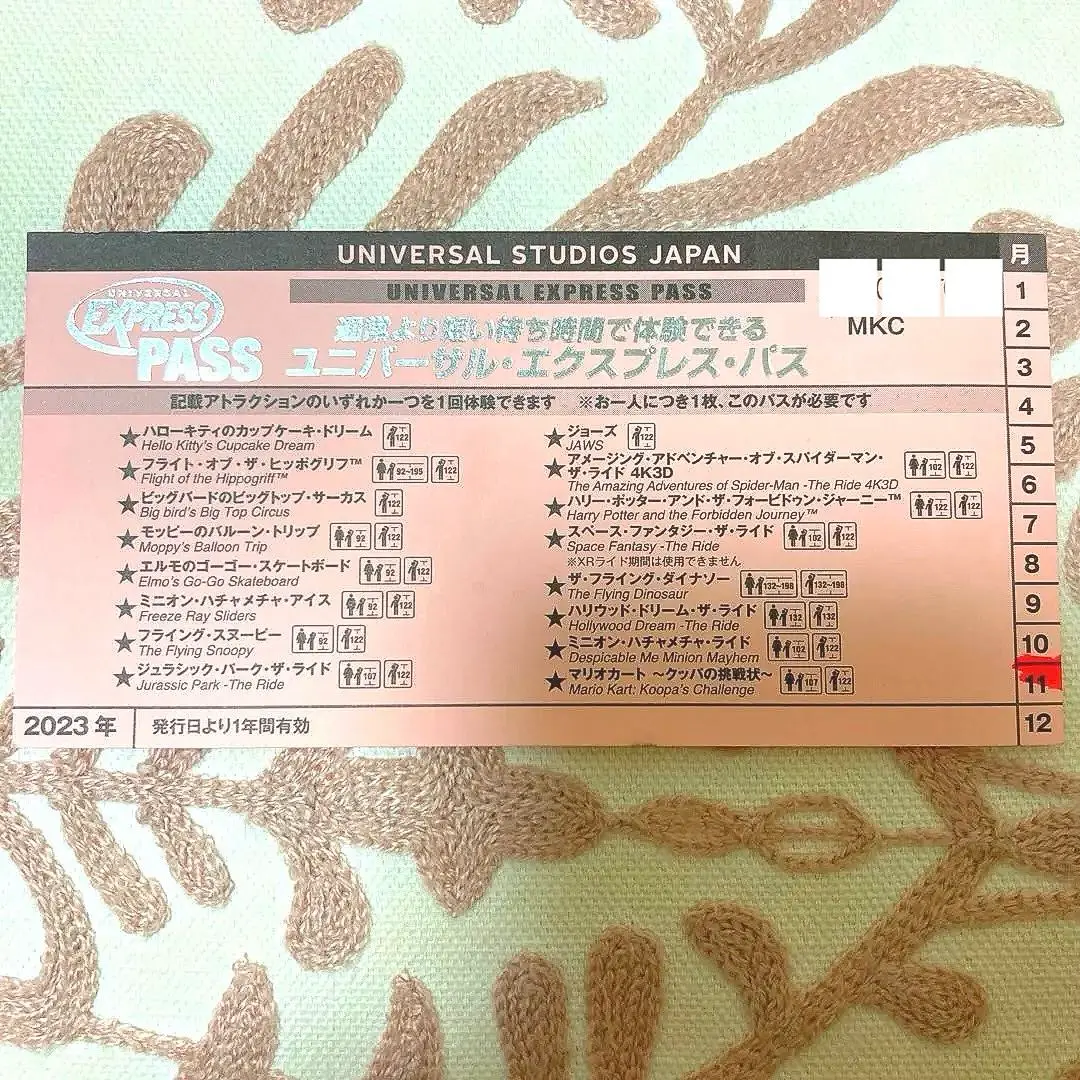 UNIVERSAL STUDIOS JAPAN
月
UNIVERSAL EXPRESS PASS
UNIVERSAL
EXPRESS
PASS
通常より短い待ち時間で体験できる
ユニバーサル・エクスプレス・パス
MKC
記載アトラクションのいずれか一つを1回体験できます ※お一人につき1枚、このパスが必要です
★ハローキティのカップケーキ・ドリーム 122
Hello Kitty's Cupcake Dream
★フライト・オブ・ザ・ヒッポグリフ™ 92~195 122
Flight of the Hippogriff™
★ビッグバードのビッグトップ・サーカス 122
Big bird's Big Top Circus
★モッピーのバルーン・トリップ 92 122
Moppy's Balloon Trip
★エルモのゴーゴー・スケートボード 92 122
Elmo's Go-Go Skateboard
★ミニオン・ハチャメチャ・アイス 92 122
Freeze Ray Sliders
★フライング・スヌーピー 92 122
The Flying Snoopy
★ジュラシック・パーク・ザ・ライド 107 122
Jurassic Park -The Ride
★ジョーズ 122
JAWS
★アメージング・アドベンチャー・オブ・スパイダーマン・
ザ・ライド 4K3D 102 122
The Amazing Adventures of Spider-Man -The Ride 4K3D
★ハリー・ポッター・アンド・ザ・フォービドゥン・ジャーニー™ 122 122
Harry Potter and the Forbidden Journey™
★スペース・ファンタジー・ザ・ライド 102 122
Space Fantasy -The Ride
※XRライド期間は使用できません
★ザ・フライング・ダイナソー 132~198 132~198
The Flying Dinosaur
★ハリウッド・ドリーム・ザ・ライド 132 132
Hollywood Dream -The Ride
★ミニオン・ハチャメチャ・ライド 102 122
Despicable Me Minion Mayhem
★マリオカート ~クッパの挑戦状~ 107 122
Mario Kart: Koopa's Challenge
1
2
3
4
5
6
7
8
9
10
11
12
2023年 発行日より1年間有効